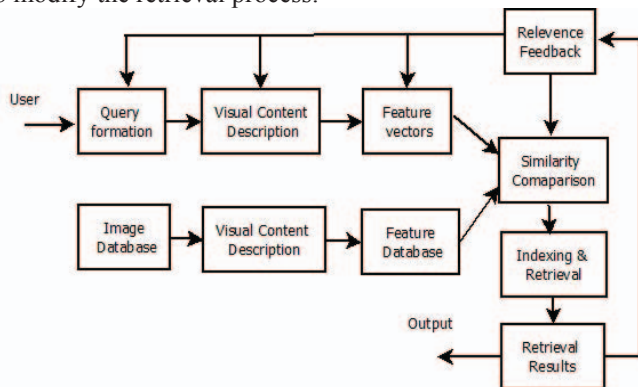 to modify the retrieval process.
Relevence
Feedback
User
Query
formation
Visual Content
Description
Feature
vectors
Similarity
Comaparison
Image
Database
Visual Content
Description
Feature
Database
Indexing &
Retrieval
Output
Retrieval
Results